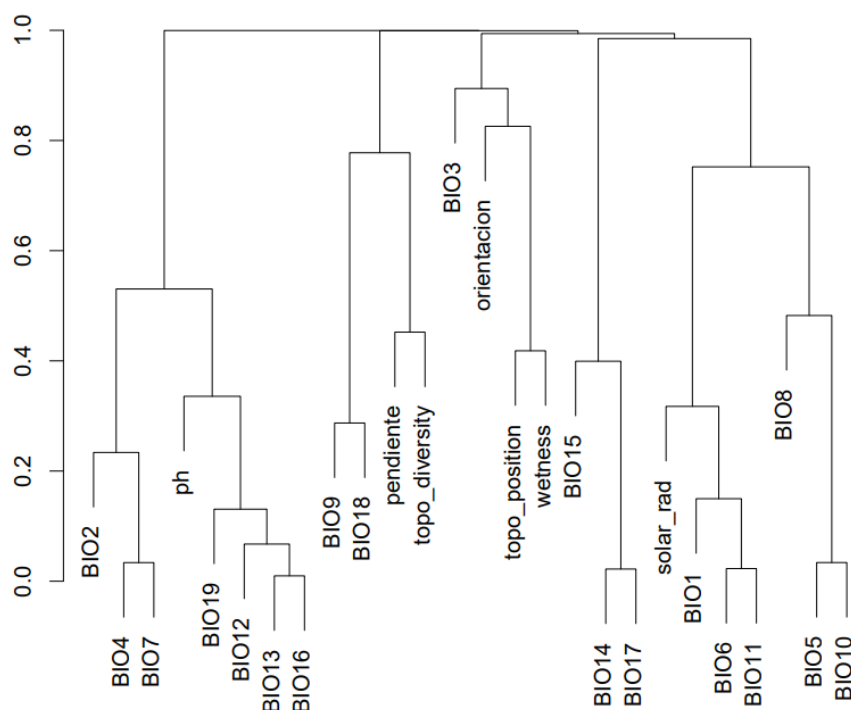 1.0
0.8
0.6
0.4
0.2
0.0
BIO2
BIO4
BIO7
ph
BIO19
BIO12
BIO13
BIO16
BIO9
BIO18
pendiente
topo_diversity
BIO3
orientacion
topo_position
wetness
BIO15
BIO14
BIO17
solar_rad
BIO1
BIO6
BIO11
BIO8
BIO5
BIO10